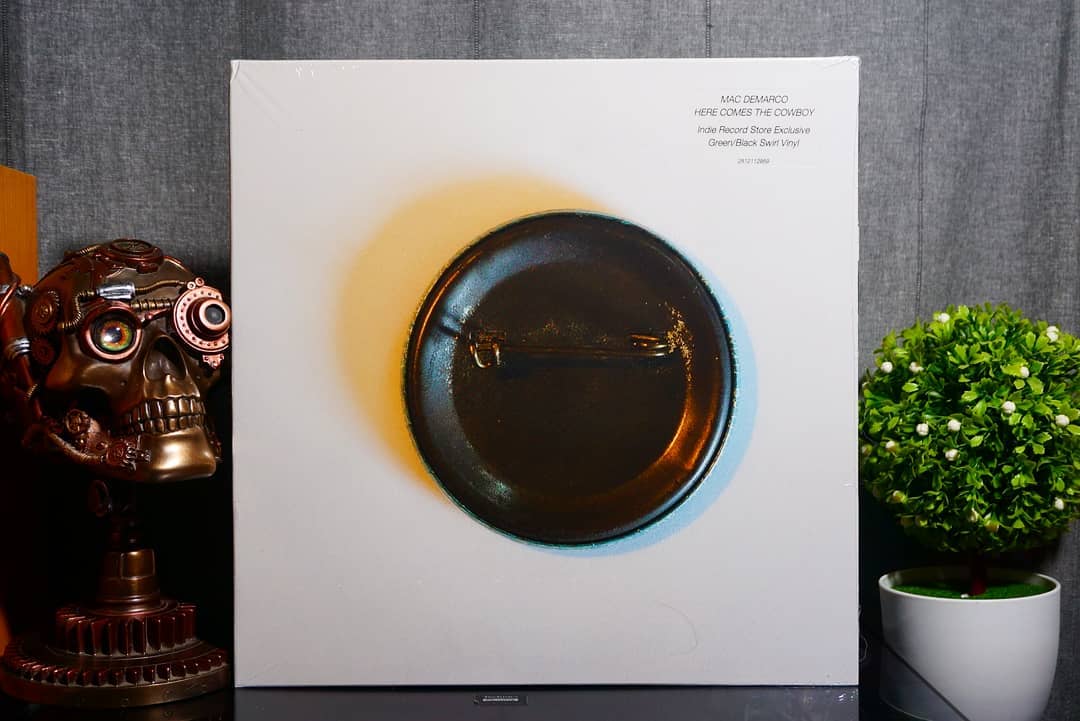 MAC DEMARCO
HERE COMES THE COWBOY
Indie Record Store Exclusive
Green/Black Swirl Vinyl